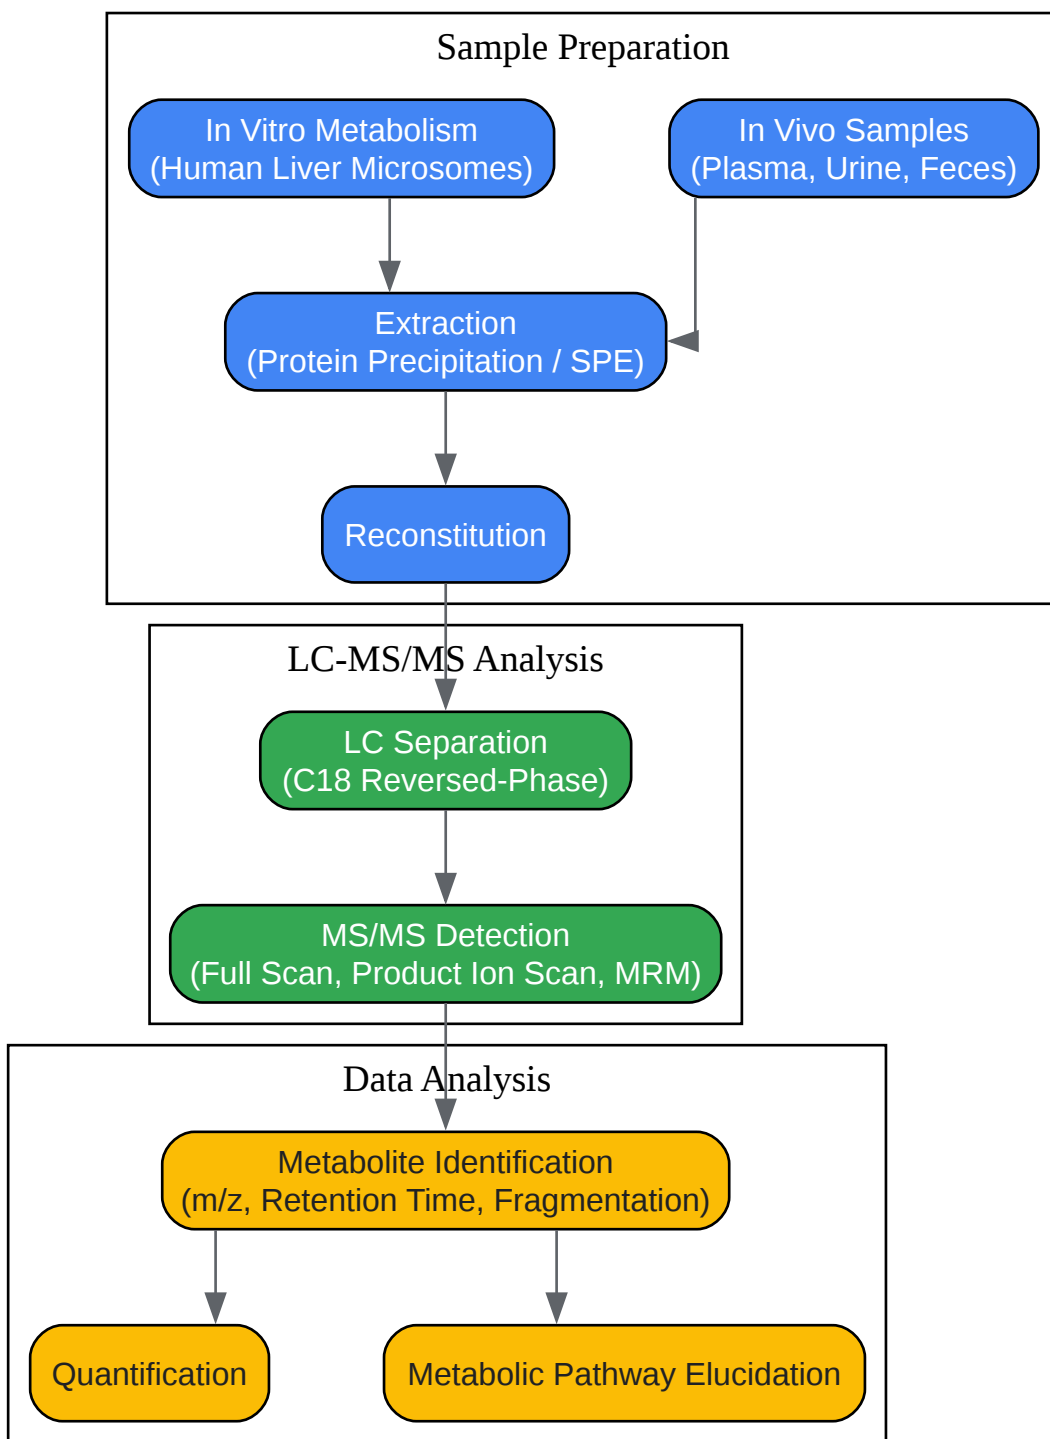 Sample Preparation
In Vitro Metabolism
(Human Liver Microsomes)
In Vivo Samples
(Plasma, Urine, Feces)
Extraction
(Protein Precipitation / SPE)
Reconstitution
LC-MS/MS Analysis
LC Separation
(C18 Reversed-Phase)
MS/MS Detection
(Full Scan, Product Ion Scan, MRM)
Data Analysis
Metabolite Identification
(m/z, Retention Time, Fragmentation)
Quantification
Metabolic Pathway Elucidation